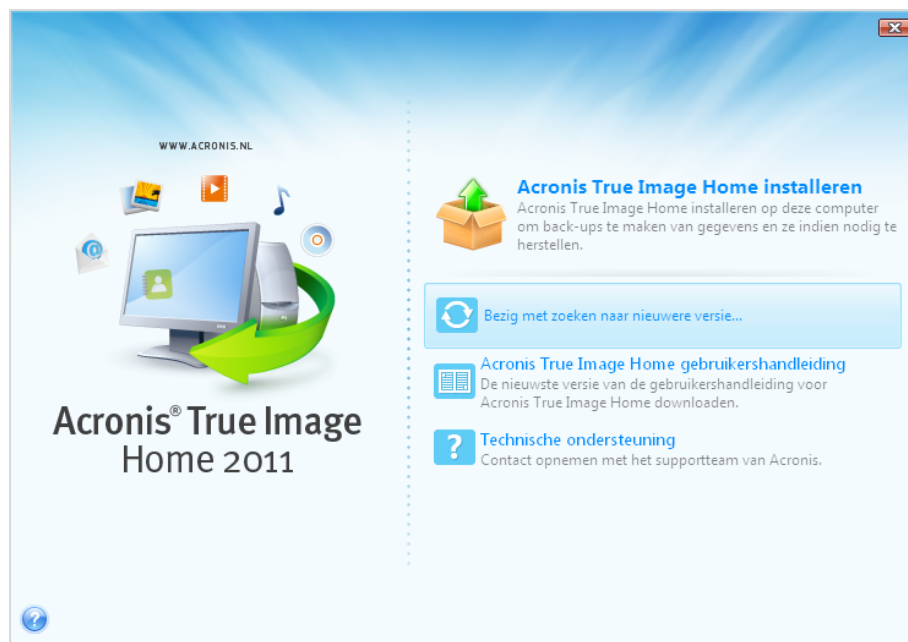 WWW.ACRONIS.NL
Acronis® True Image
Home 2011
Acronis True Image Home installeren
Acronis True Image Home installeren op deze computer
om back-ups te maken van gegevens en ze indien nodig te
herstellen.
Bezig met zoeken naar nieuwere versie...
Acronis True Image Home gebruikershandleiding
De nieuwste versie van de gebruikershandleiding voor
Acronis True Image Home downloaden.
?
Technische ondersteuning
Contact opnemen met het supportteam van Acronis.
?